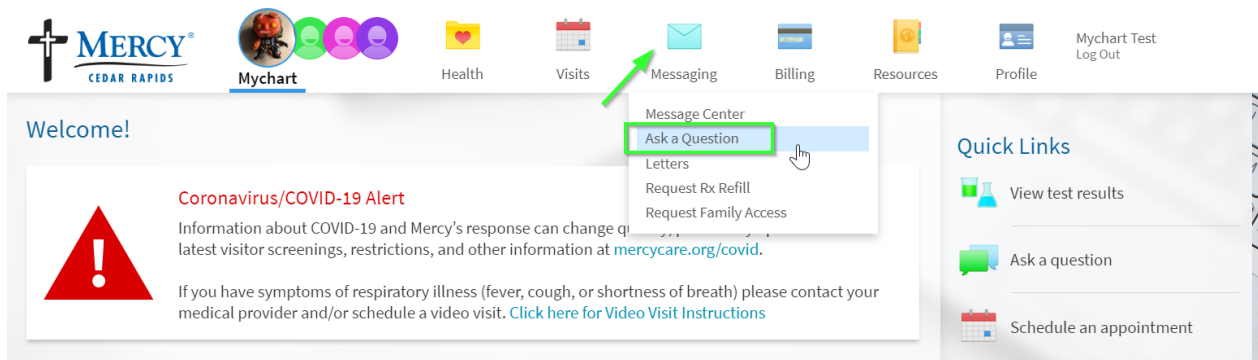 MERCY®
CEDAR RAPIDS
Mychart
Health
Visits
Messaging
Billing
Resources
Profile
Mychart Test
Log Out
Message Center
Ask a Question
Letters
Request Rx Refill
Request Family Access
Welcome!
Coronavirus/COVID-19 Alert
Information about COVID-19 and Mercy's response can change
latest visitor screenings, restrictions, and other information at mercycare.org/covid.
If you have symptoms of respiratory illness (fever, cough, or shortness of breath) please contact your
medical provider and/or schedule a video visit. Click here for Video Visit Instructions
Quick Links
View test results
Ask a question
Schedule an appointment